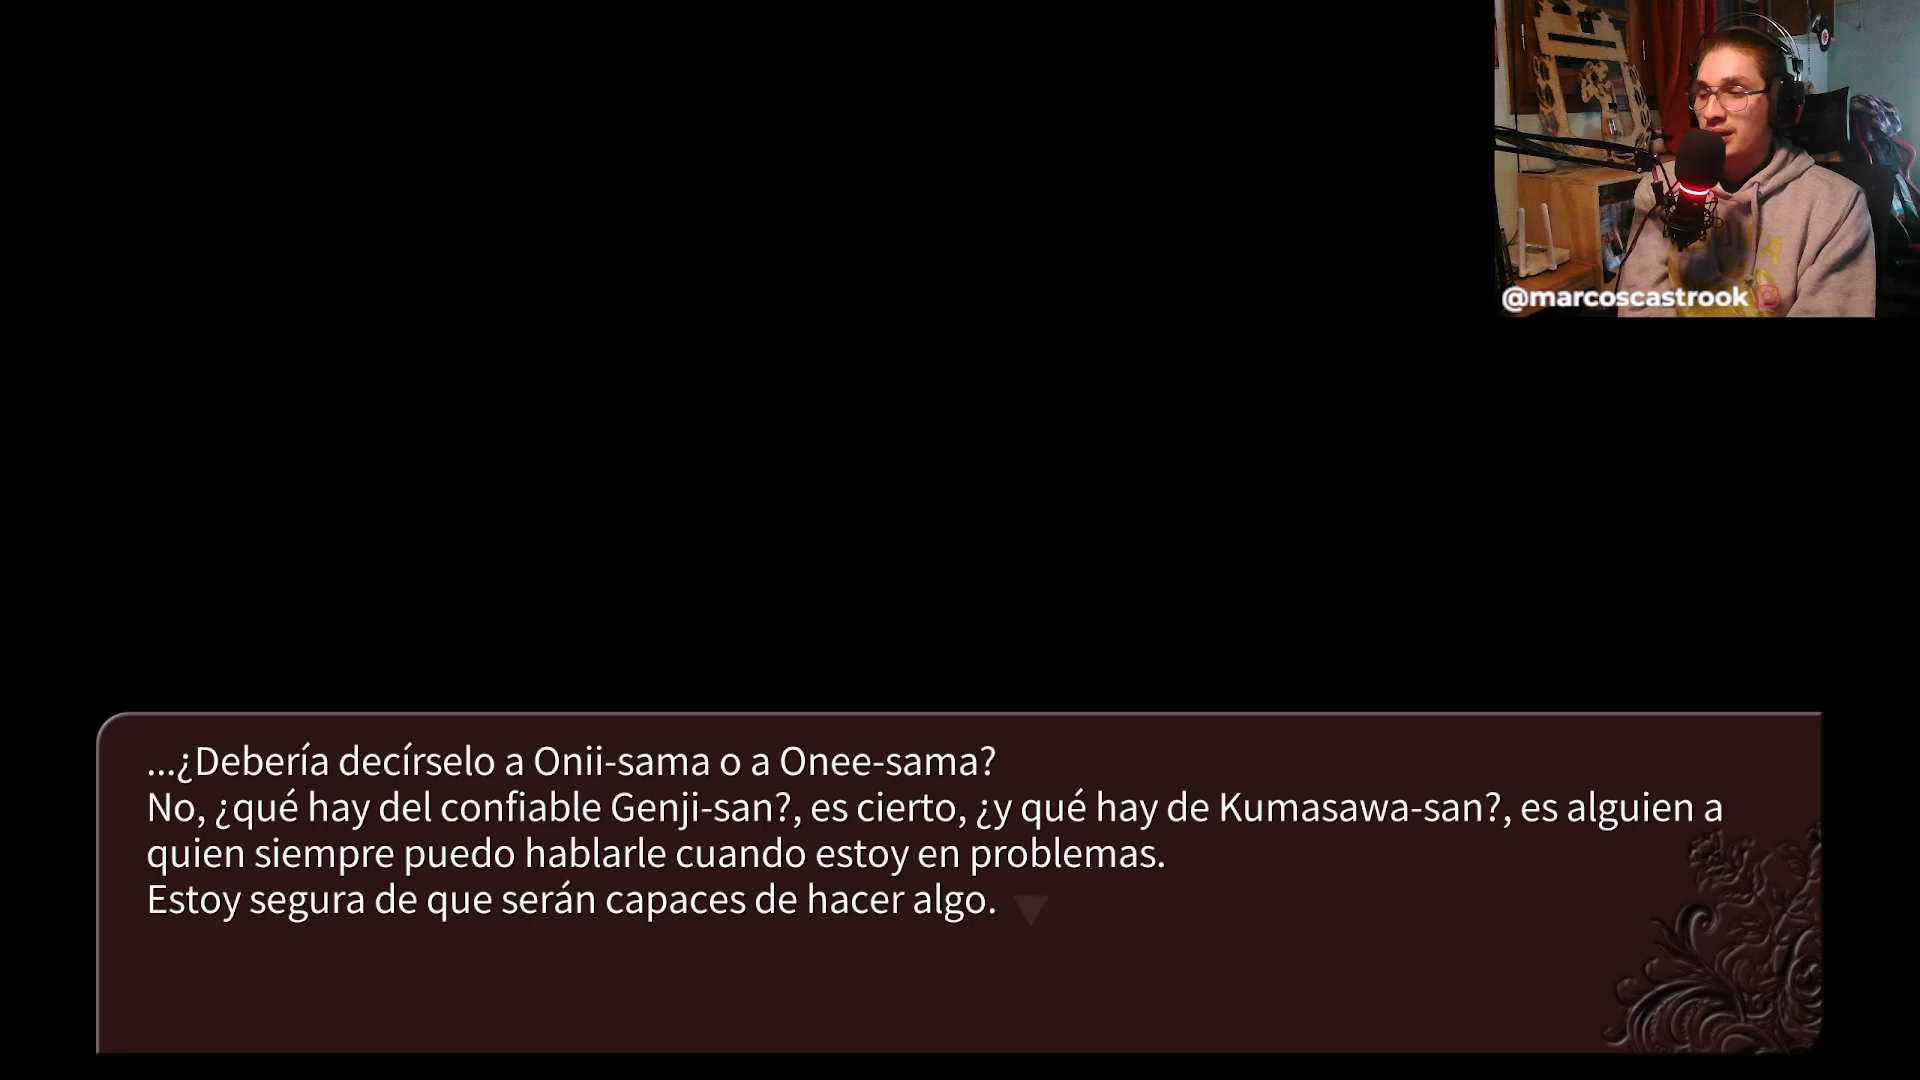 @marcoscastrook
...¿Debería decírselo a Onii-sama o a Onee-sama?
No, ¿qué hay del confiable Genji-san?, es cierto, ¿y qué hay de Kumasawa-san?, es alguien a
quien siempre puedo hablarle cuando estoy en problemas.
Estoy segura de que serán capaces de hacer algo.